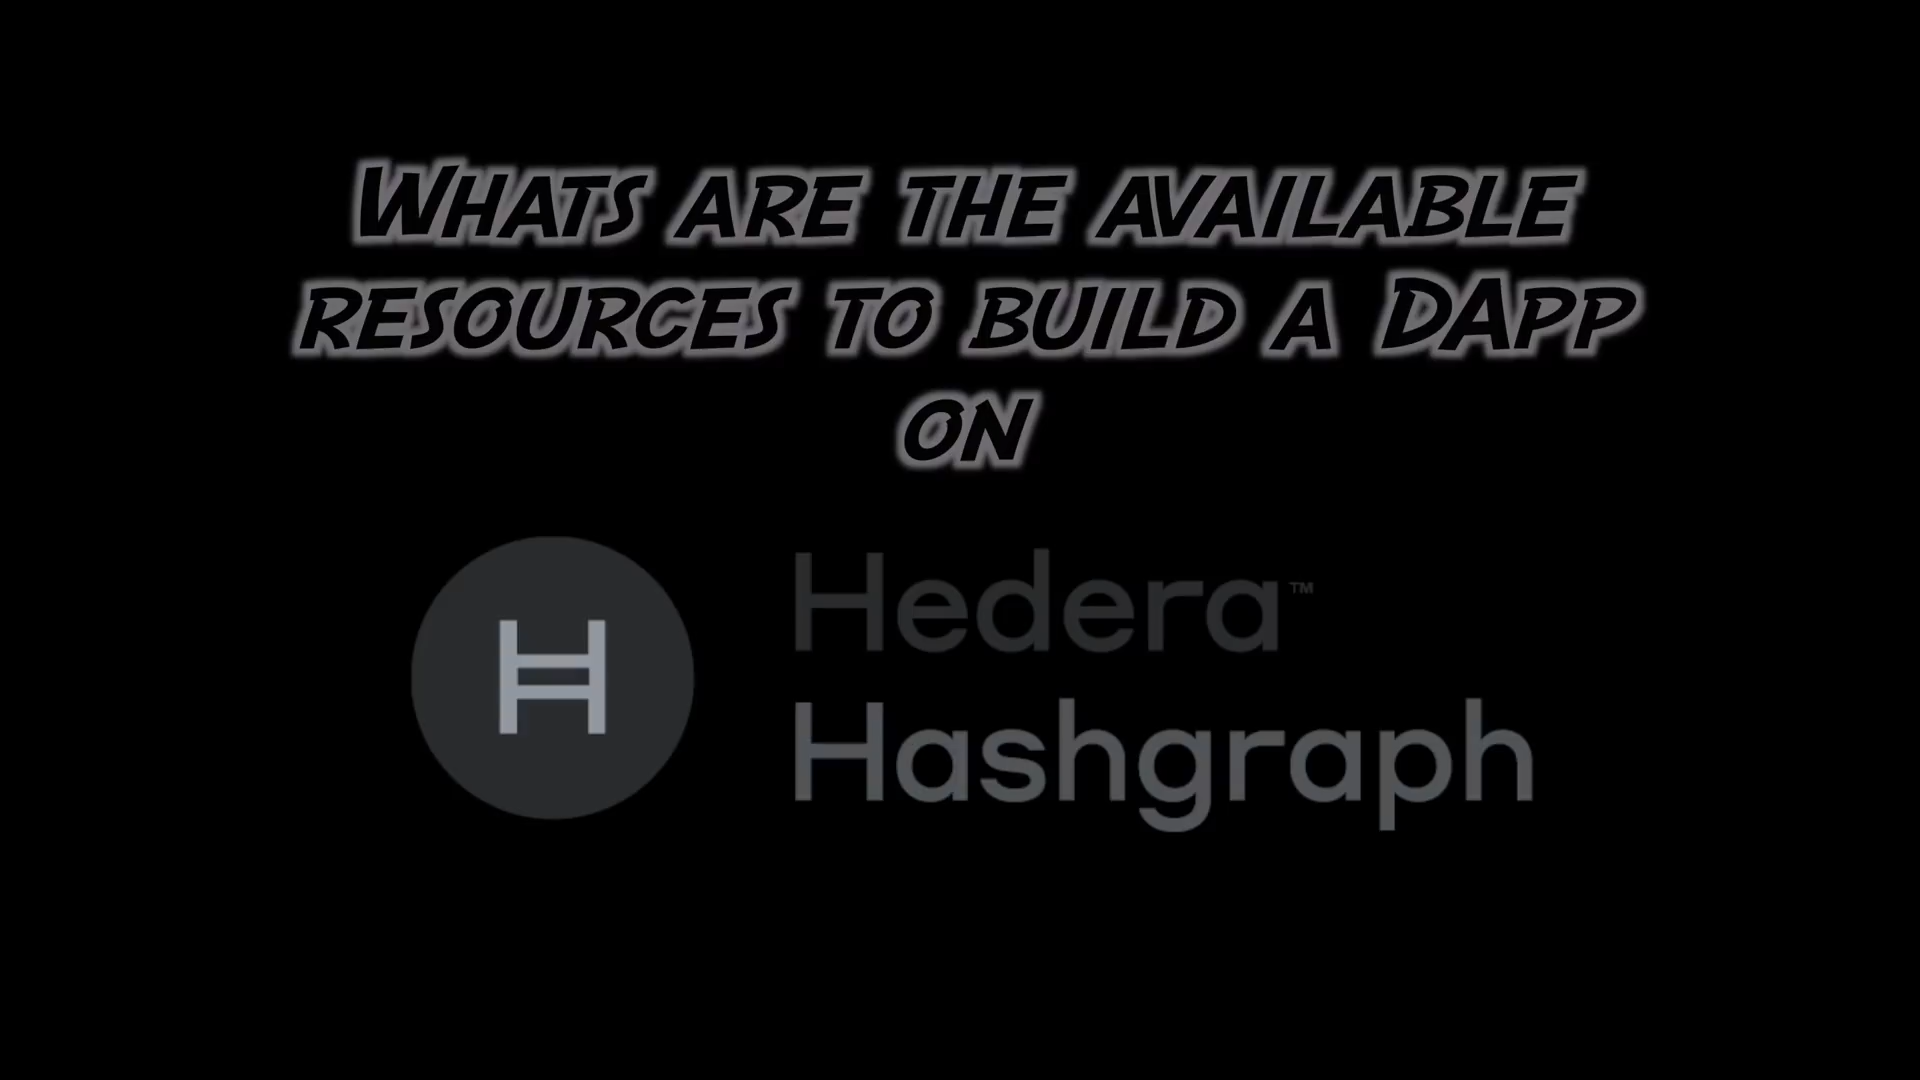 Whats are the available
resources to build a DApp
on
Hedera™
Hashgraph